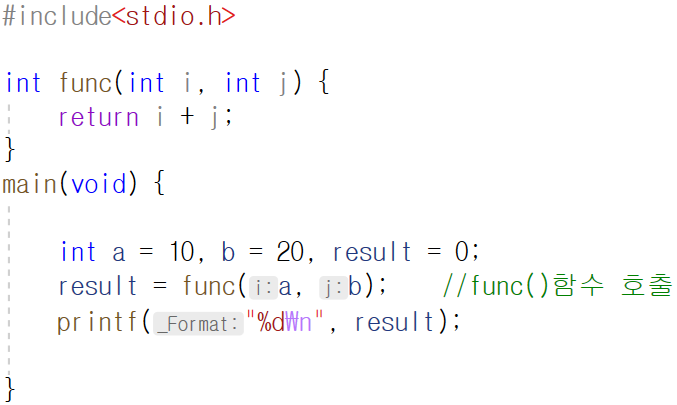 #include<stdio.h>
int func(int i, int j) {
return i + j;
}
main(void) {
int a = 10, b = 20, result = 0;
result = func(i:a, j:b); //func()함수 호출
printf(_Format:"%d₩n", result);
}